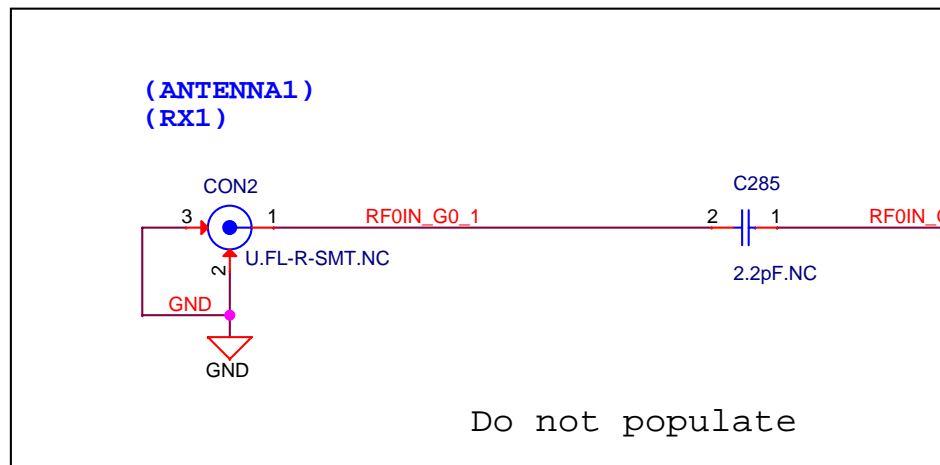 (ANTENNA1)
(RX1)
CON2
C285
3
1
RF0IN_G0_1
2
1
U.FL-R-SMT.NC
2
2.2pF.NC
GND
GND
Do not populate